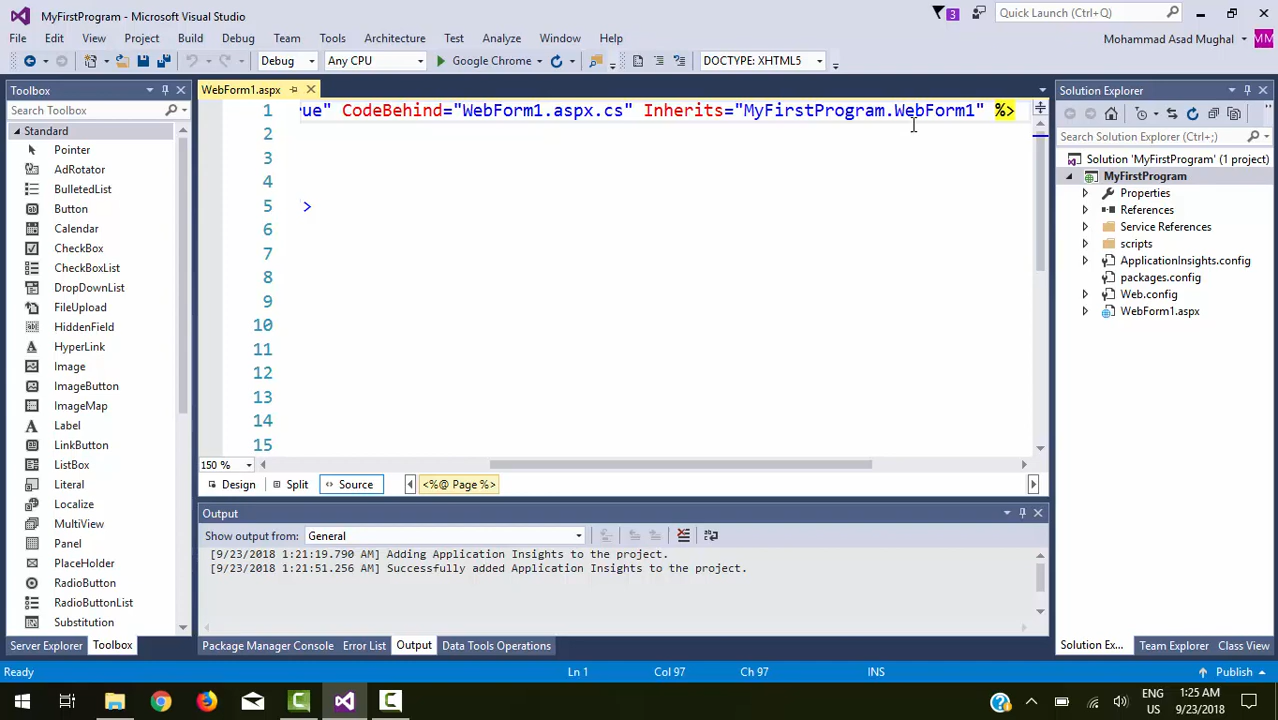 MyFirstProgram - Microsoft Visual Studio
3
Quick Launch (Ctrl+Q)
File Edit View Project Build Debug Team Tools Architecture Test Analyze Window Help
Mohammad Asad Mughal
MM
Debug Any CPU Google Chrome DOCTYPE: XHTML5
Toolbox
Search Toolbox
Standard
Pointer
AdRotator
BulletedList
Button
Calendar
CheckBox
CheckBoxList
DropDownList
FileUpload
HiddenField
HyperLink
Image
ImageButton
ImageMap
Label
LinkButton
ListBox
Literal
Localize
MultiView
Panel
PlaceHolder
RadioButton
RadioButtonList
Substitution
Server Explorer Toolbox
WebForm1.aspx
1 ue" CodeBehind="WebForm1.aspx.cs" Inherits="MyFirstProgram.WebForm1" %>
2
3
4
5 >
6
7
8
9
10
11
12
13
14
15
150 %
Design Split Source <%@ Page %>
Output
Show output from: General
[9/23/2018 1:21:19.790 AM] Adding Application Insights to the project.
[9/23/2018 1:21:51.256 AM] Successfully added Application Insights to the project.
Package Manager Console Error List Output Data Tools Operations
Solution Explorer
Search Solution Explorer (Ctrl+;)
Solution 'MyFirstProgram' (1 project)
MyFirstProgram
Properties
References
Service References
scripts
ApplicationInsights.config
packages.config
Web.config
WebForm1.aspx
Solution Ex... Team Explorer Class View
Ready Ln 1 Col 97 Ch 97 INS Publish
ENG
US
1:25 AM
9/23/2018